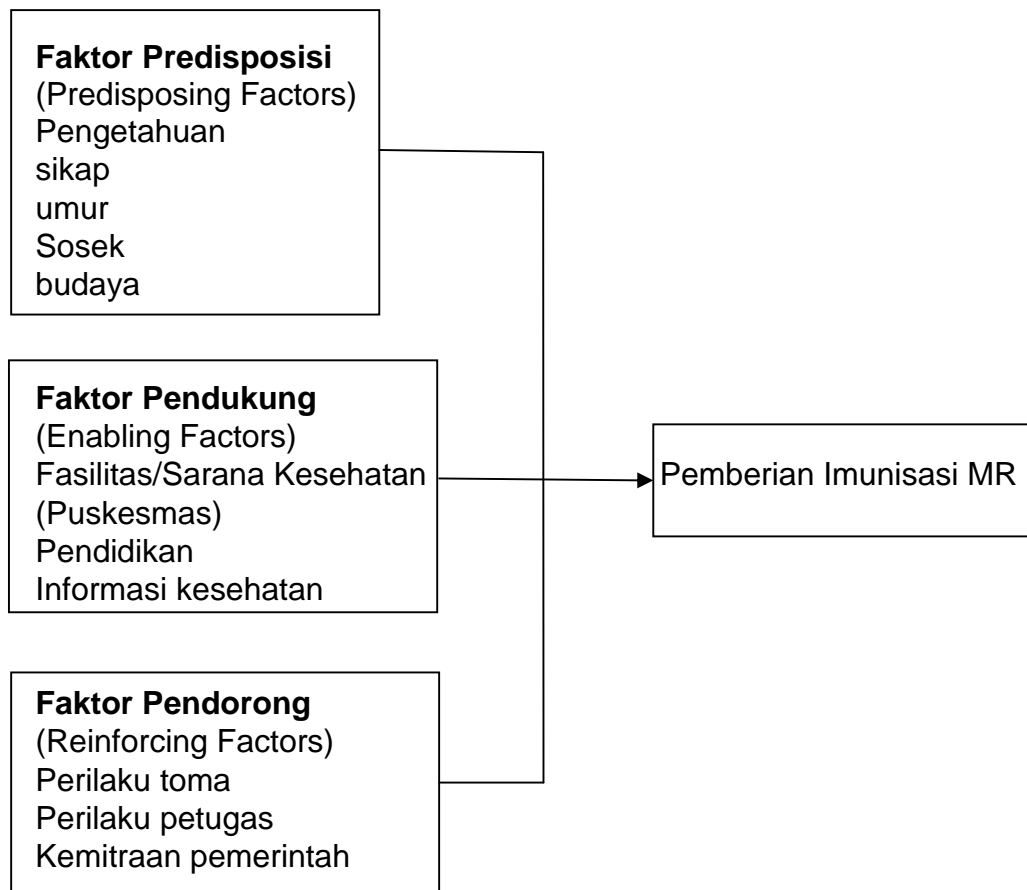 Faktor Predisposisi
(Predisposing Factors)
Pengetahuan
sikap
umur
Sosek
budaya
Faktor Pendukung
(Enabling Factors)
Fasilitas/Sarana Kesehatan
(Puskesmas)
Pendidikan
Informasi kesehatan
Pemberian Imunisasi MR
Faktor Pendorong
(Reinforcing Factors)
Perilaku toma
Perilaku petugas
Kemitraan pemerintah